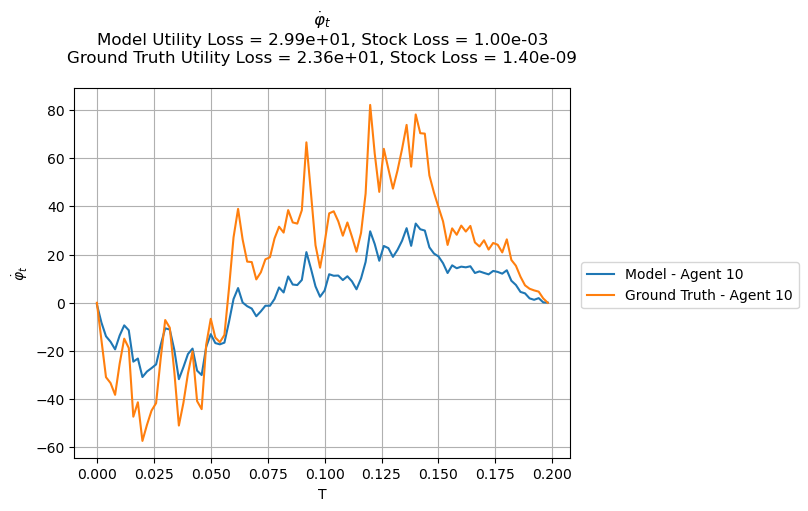 φ̇ₜ
Model Utility Loss = 2.99e+01, Stock Loss = 1.00e-03
Ground Truth Utility Loss = 2.36e+01, Stock Loss = 1.40e-09
80
60
40
20
0
−20
−40
−60
φ̇ₜ
0.000 0.025 0.050 0.075 0.100 0.125 0.150 0.175 0.200
T
Model - Agent 10
Ground Truth - Agent 10